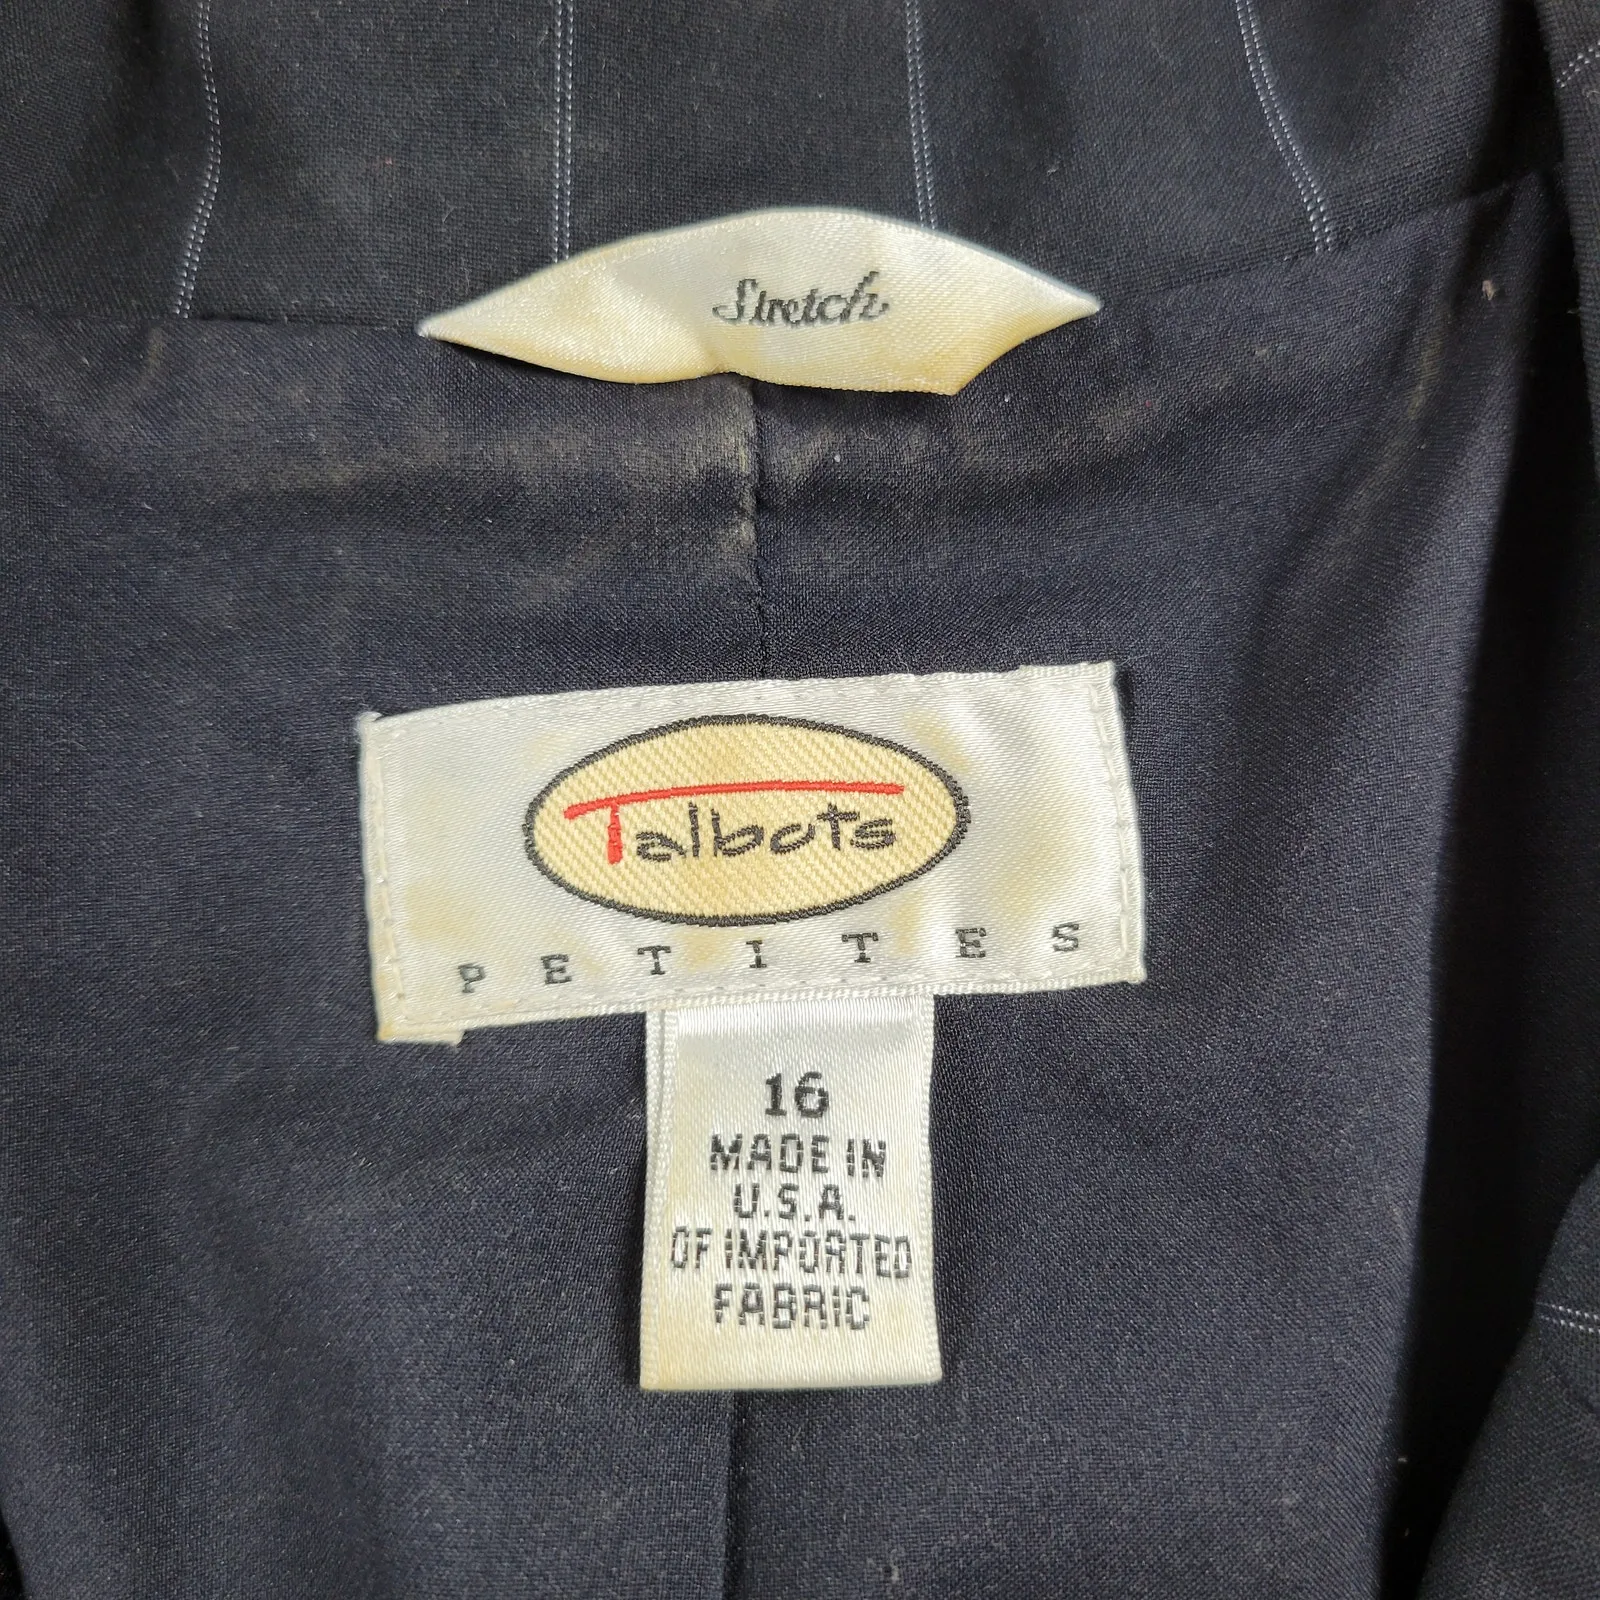 Stretch
Talbots
PETITES
16
MADE IN
U.S.A.
OF IMPORTED
FABRIC